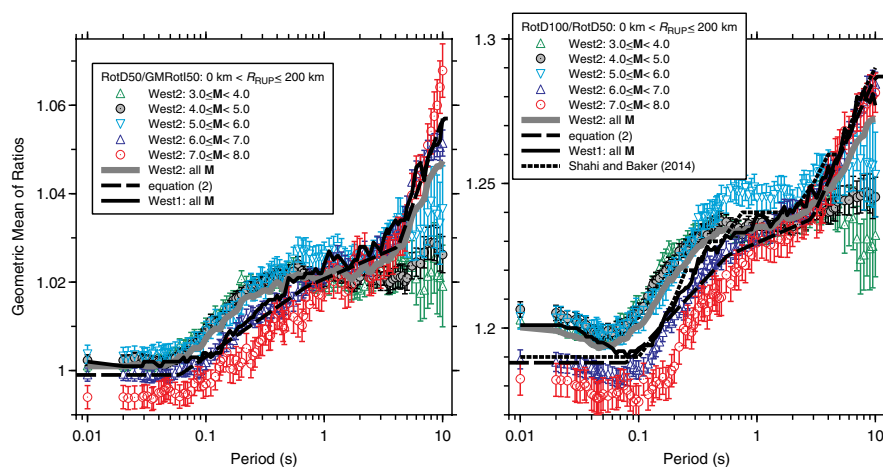 RotD50/GMRotI50: 0 km < RRUP ≤ 200 km
West2: 3.0≤M< 4.0
West2: 4.0≤M< 5.0
West2: 5.0≤M< 6.0
West2: 6.0≤M< 7.0
West2: 7.0≤M< 8.0
West2: all M
equation (2)
West1: all M
Geometric Mean of Ratios
1.06
1.04
1.02
1
0.01
0.1
1
10
Period (s)
RotD100/RotD50: 0 km < RRUP ≤ 200 km
West2: 3.0≤M< 4.0
West2: 4.0≤M< 5.0
West2: 5.0≤M< 6.0
West2: 6.0≤M< 7.0
West2: 7.0≤M< 8.0
West2: all M
equation (2)
West1: all M
Shahi and Baker (2014)
1.3
1.25
1.2
0.01
0.1
1
10
Period (s)